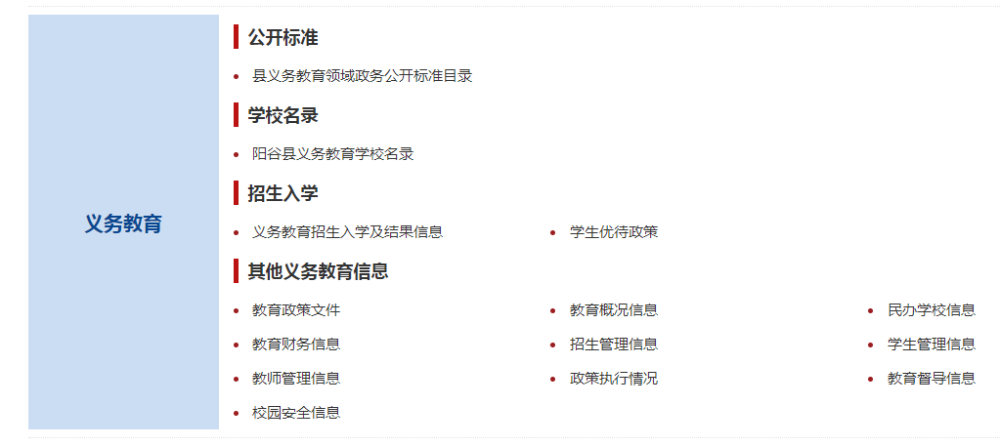 义务教育
公开标准
县义务教育领域政务公开标准目录
学校名录
阳谷县义务教育学校名录
招生入学
义务教育招生入学及结果信息 学生优待政策
其他义务教育信息
教育政策文件 教育概况信息 民办学校信息
教育财务信息 招生管理信息 学生管理信息
教师管理信息 政策执行情况 教育督导信息
校园安全信息